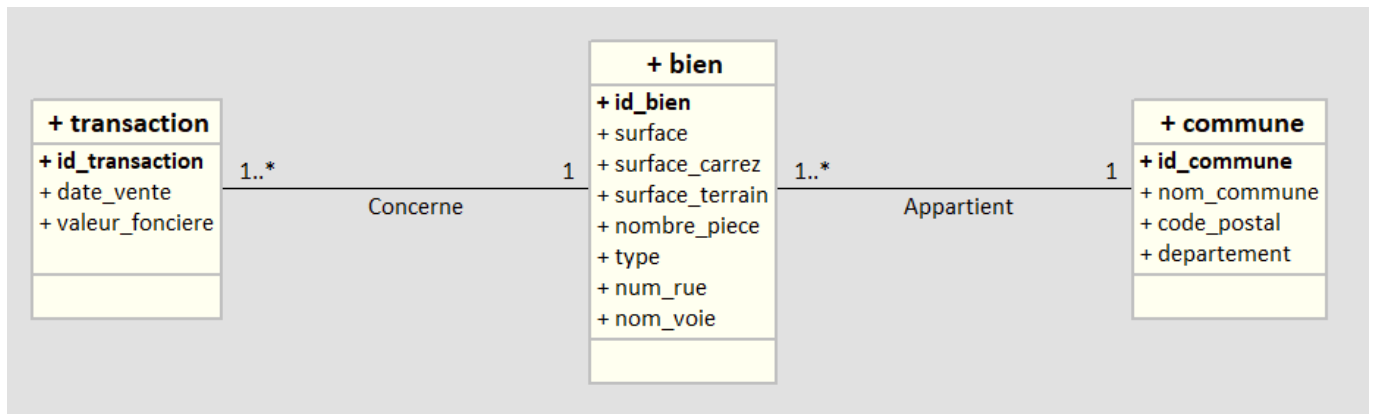 + transaction
+ id_transaction
+ date_vente
+ valeur_fonciere
1..*
1
Concerne
+ bien
+ id_bien
+ surface
+ surface_carrez
+ surface_terrain
+ nombre_piece
+ type
+ num_rue
+ nom_voie
1..*
1
Appartient
+ commune
+ id_commune
+ nom_commune
+ code_postal
+ departement